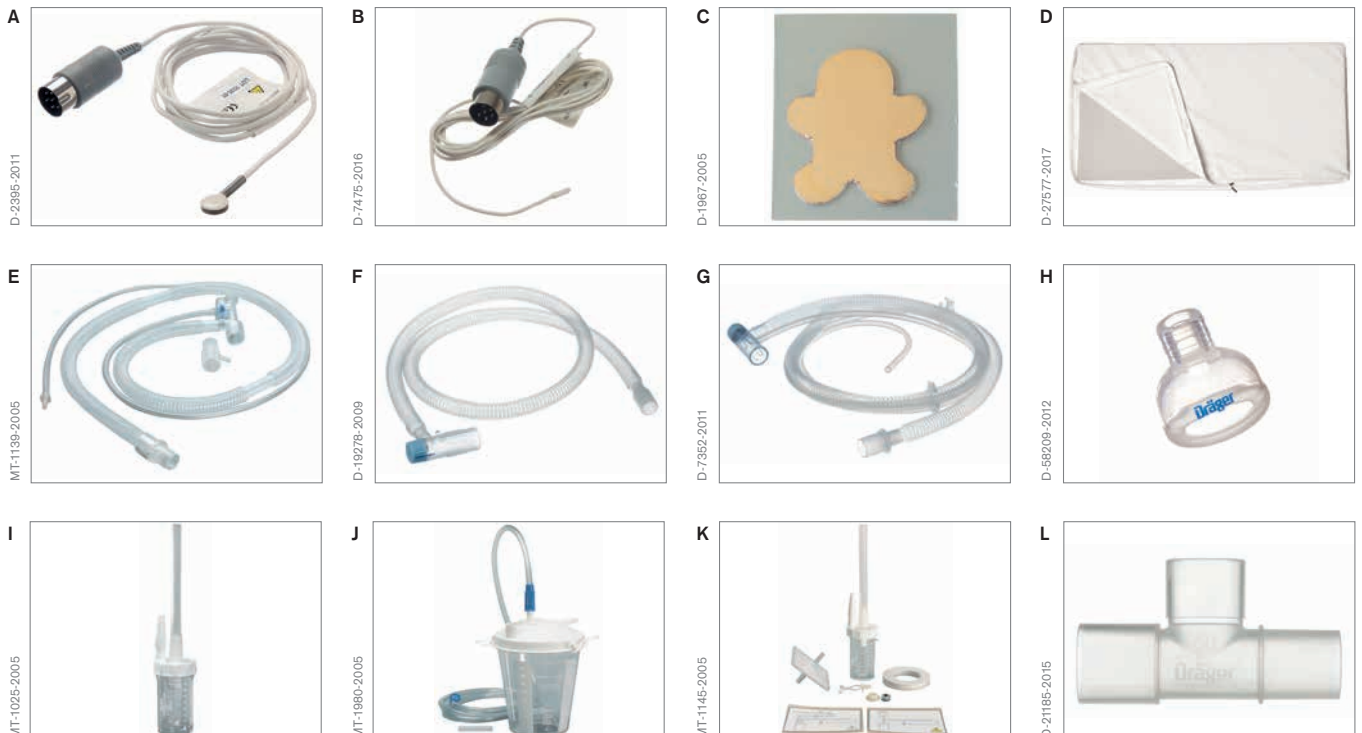 A
D-2395-2011
B
D-7475-2016
C
D-1967-2005
D
D-27577-2017
E
MT-1139-2005
F
D-19278-2009
G
D-7352-2011
H
D-58209-2012
Dräger
I
MT-1025-2005
J
MT-1980-2005
K
MT-1145-2005
L
D-21185-2015
Dräger